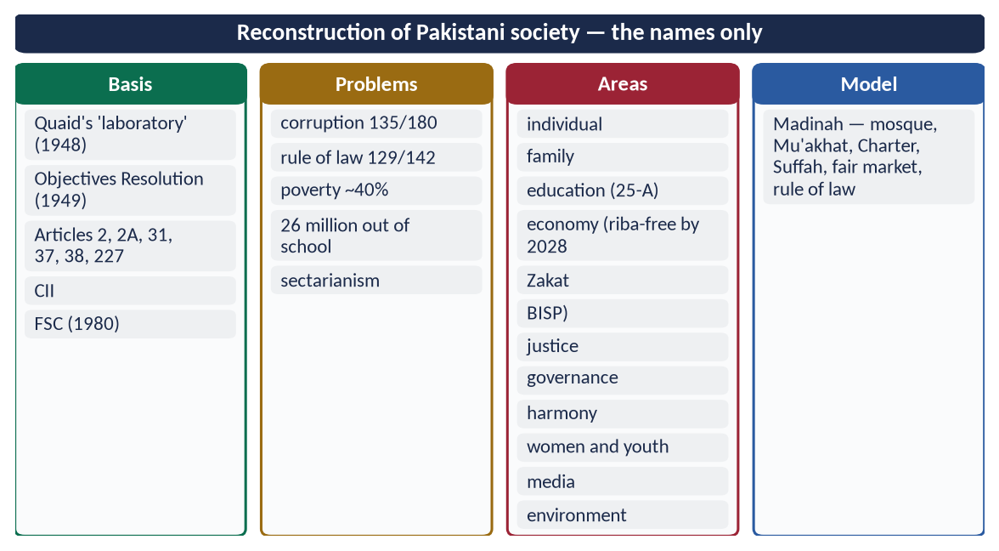 Reconstruction of Pakistani society — the names only
Basis
Quaid's 'laboratory'
(1948)
Objectives Resolution
(1949)
Articles 2, 2A, 31,
37, 38, 227
CII
FSC (1980)
Problems
corruption 135/180
rule of law 129/142
poverty ~40%
26 million out of
school
sectarianism
Areas
individual
family
education (25-A)
economy (riba-free by
2028
Zakat
BISP)
justice
governance
harmony
women and youth
media
environment
Model
Madinah — mosque,
Mu'akhat, Charter,
Suffah, fair market,
rule of law